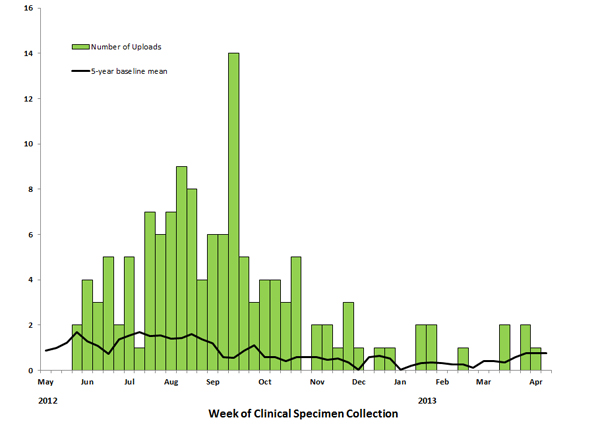 16
14
12
10
8
6
4
2
0
Number of Uploads
5-year baseline mean
May Jun Jul Aug Sep Oct Nov Dec Jan Feb Mar Apr
2012 2013
Week of Clinical Specimen Collection